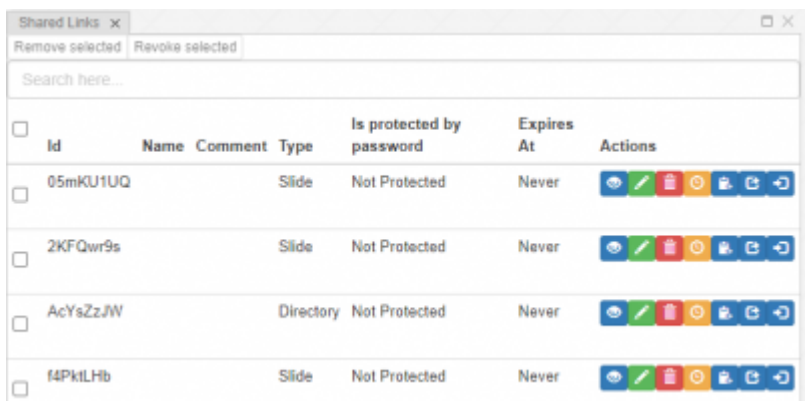 Shared Links
Remove selected Revoke selected
Search here...
Id Name Comment Type Is protected by password Expires At Actions
05mKU1UQ Slide Not Protected Never
2KFQwr9s Slide Not Protected Never
AcYsZzJW Directory Not Protected Never
f4PktLHb Slide Not Protected Never